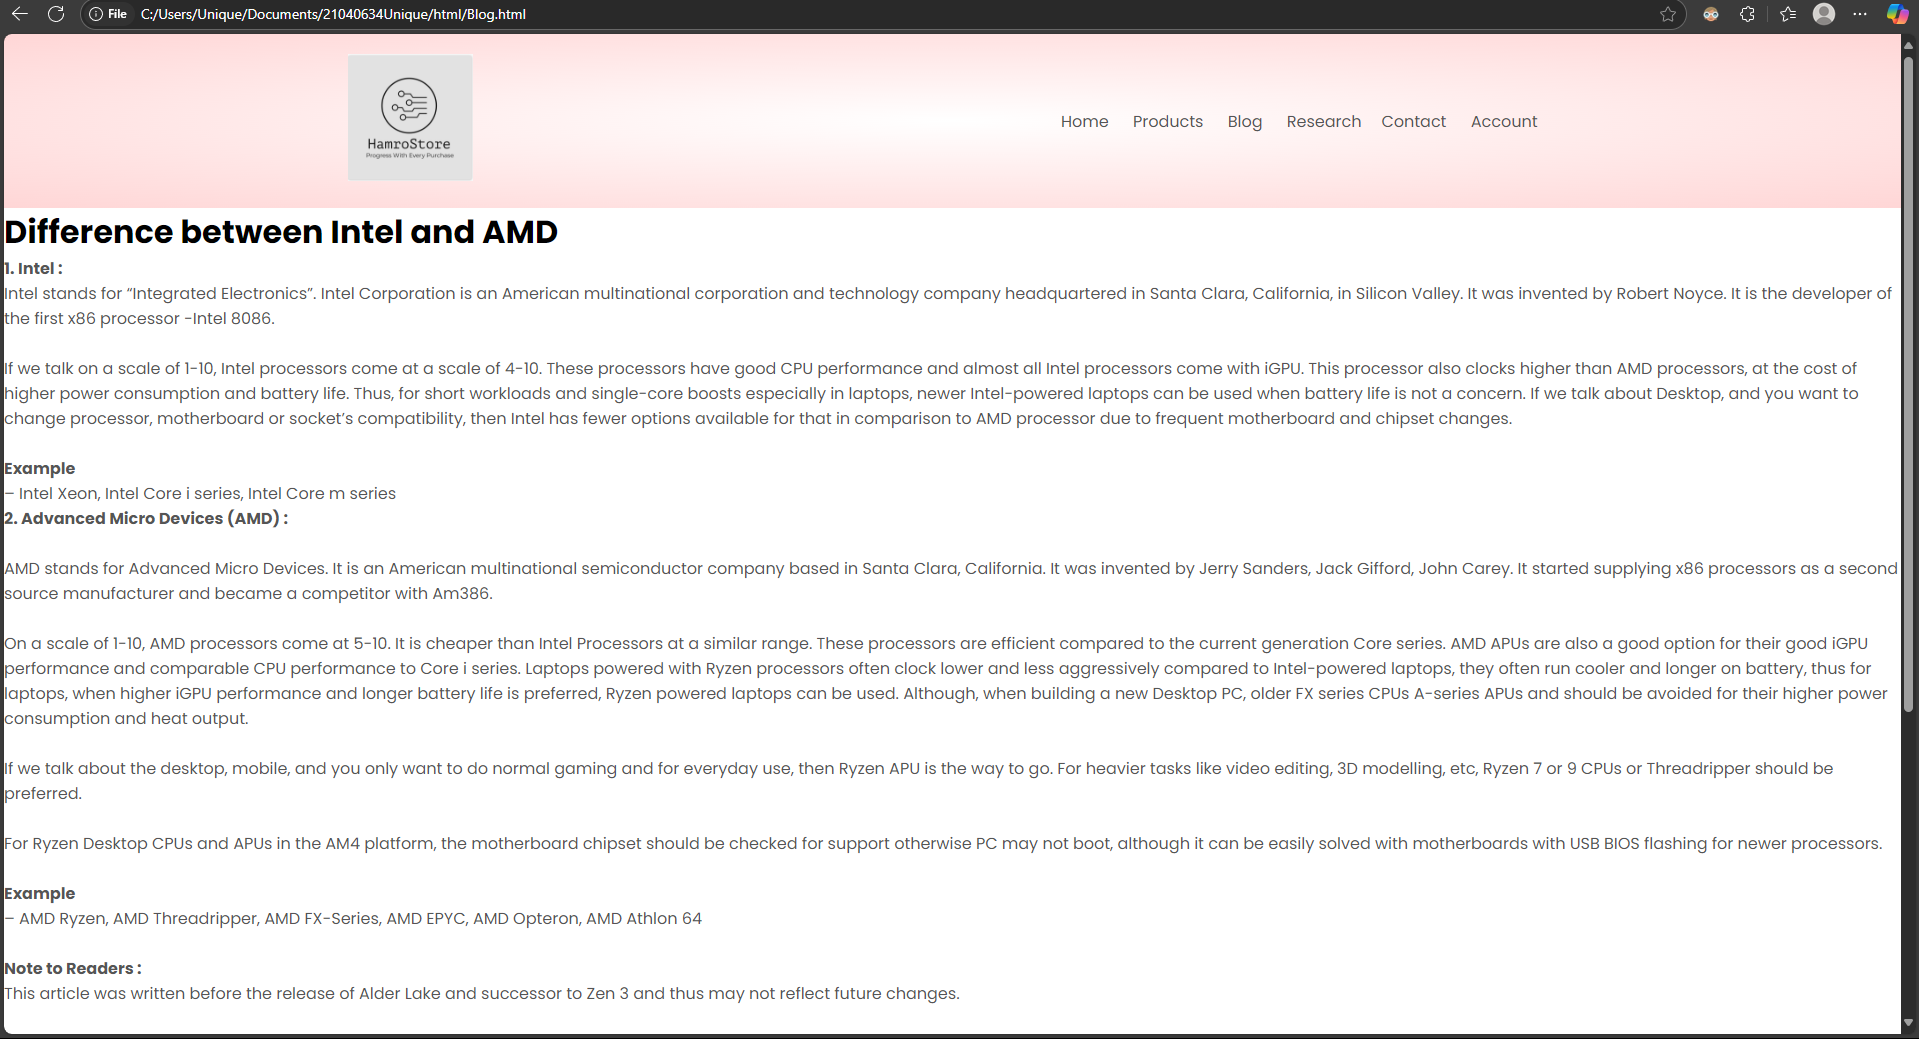 File C:/Users/Unique/Documents/21040634Unique/html/Blog.html
HamroStore
Progress With Every Purchase
Home Products Blog Research Contact Account
Difference between Intel and AMD
1. Intel :
Intel stands for “Integrated Electronics”. Intel Corporation is an American multinational corporation and technology company headquartered in Santa Clara, California, in Silicon Valley. It was invented by Robert Noyce. It is the developer of
the first x86 processor -Intel 8086.
If we talk on a scale of 1-10, Intel processors come at a scale of 4-10. These processors have good CPU performance and almost all Intel processors come with iGPU. This processor also clocks higher than AMD processors, at the cost of
higher power consumption and battery life. Thus, for short workloads and single-core boosts especially in laptops, newer Intel-powered laptops can be used when battery life is not a concern. If we talk about Desktop, and you want to
change processor, motherboard or socket’s compatibility, then Intel has fewer options available for that in comparison to AMD processor due to frequent motherboard and chipset changes.
Example
– Intel Xeon, Intel Core i series, Intel Core m series
2. Advanced Micro Devices (AMD) :
AMD stands for Advanced Micro Devices. It is an American multinational semiconductor company based in Santa Clara, California. It was invented by Jerry Sanders, Jack Gifford, John Carey. It started supplying x86 processors as a second
source manufacturer and became a competitor with Am386.
On a scale of 1-10, AMD processors come at 5-10. It is cheaper than Intel Processors at a similar range. These processors are efficient compared to the current generation Core series. AMD APUs are also a good option for their good iGPU
performance and comparable CPU performance to Core i series. Laptops powered with Ryzen processors often clock lower and less aggressively compared to Intel-powered laptops, they often run cooler and longer on battery, thus for
laptops, when higher iGPU performance and longer battery life is preferred, Ryzen powered laptops can be used. Although, when building a new Desktop PC, older FX series CPUs A-series APUs and should be avoided for their higher power
consumption and heat output.
If we talk about the desktop, mobile, and you only want to do normal gaming and for everyday use, then Ryzen APU is the way to go. For heavier tasks like video editing, 3D modelling, etc, Ryzen 7 or 9 CPUs or Threadripper should be
preferred.
For Ryzen Desktop CPUs and APUs in the AM4 platform, the motherboard chipset should be checked for support otherwise PC may not boot, although it can be easily solved with motherboards with USB BIOS flashing for newer processors.
Example
– AMD Ryzen, AMD Threadripper, AMD FX-Series, AMD EPYC, AMD Opteron, AMD Athlon 64
Note to Readers :
This article was written before the release of Alder Lake and successor to Zen 3 and thus may not reflect future changes.